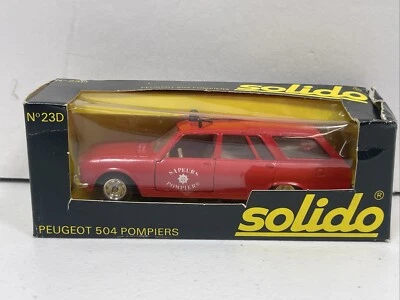 solido
N°23D
SAPEURS
POMPIERS
solido®
PEUGEOT 504 POMPIERS